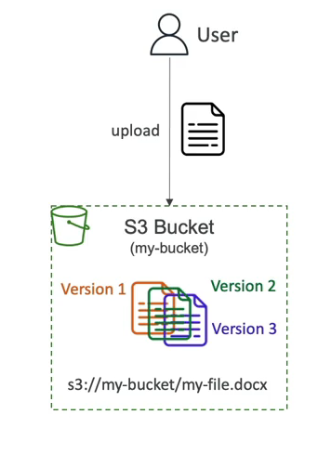 User
upload
S3 Bucket
(my-bucket)
Version 1
Version 2
Version 3
s3://my-bucket/my-file.docx